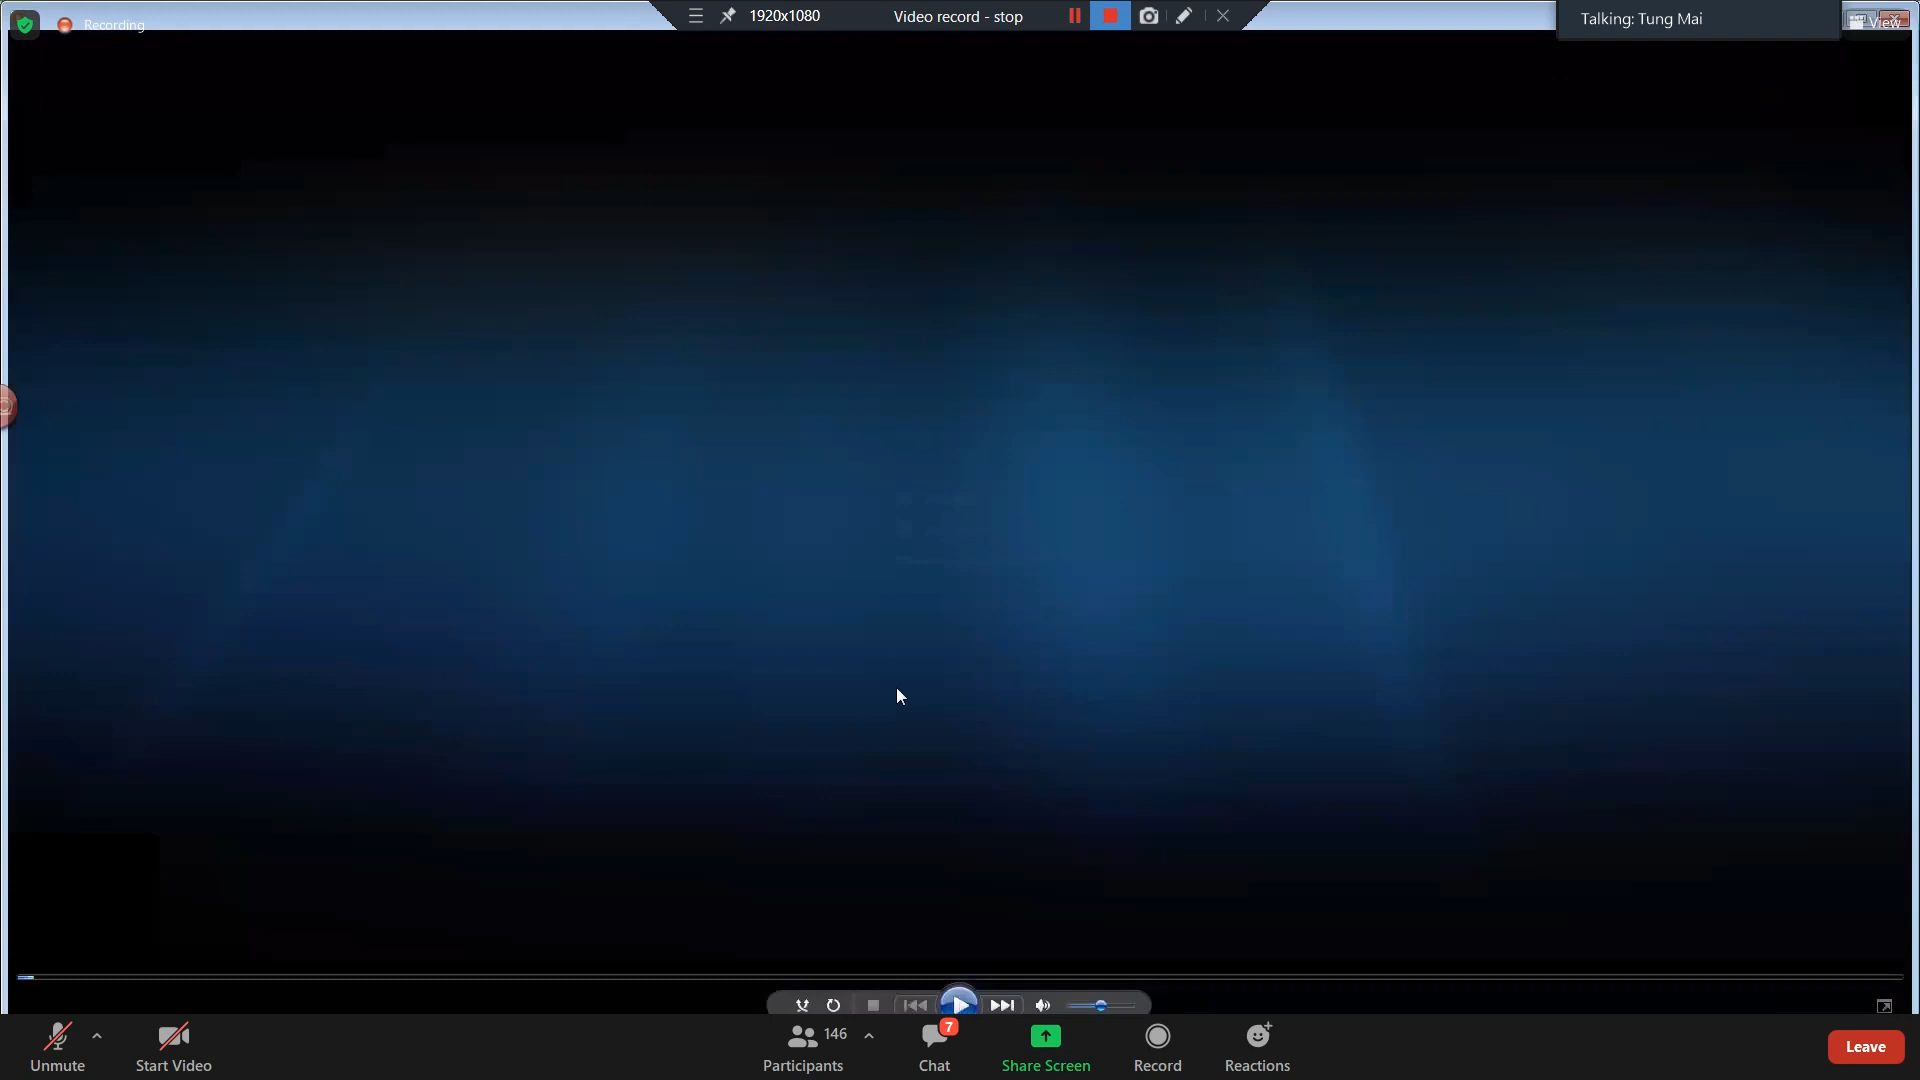 Recording
1920x1080
Video record - stop
Talking: Tung Mai
View
Unmute
Start Video
146
Participants
7
Chat
Share Screen
Record
Reactions
Leave